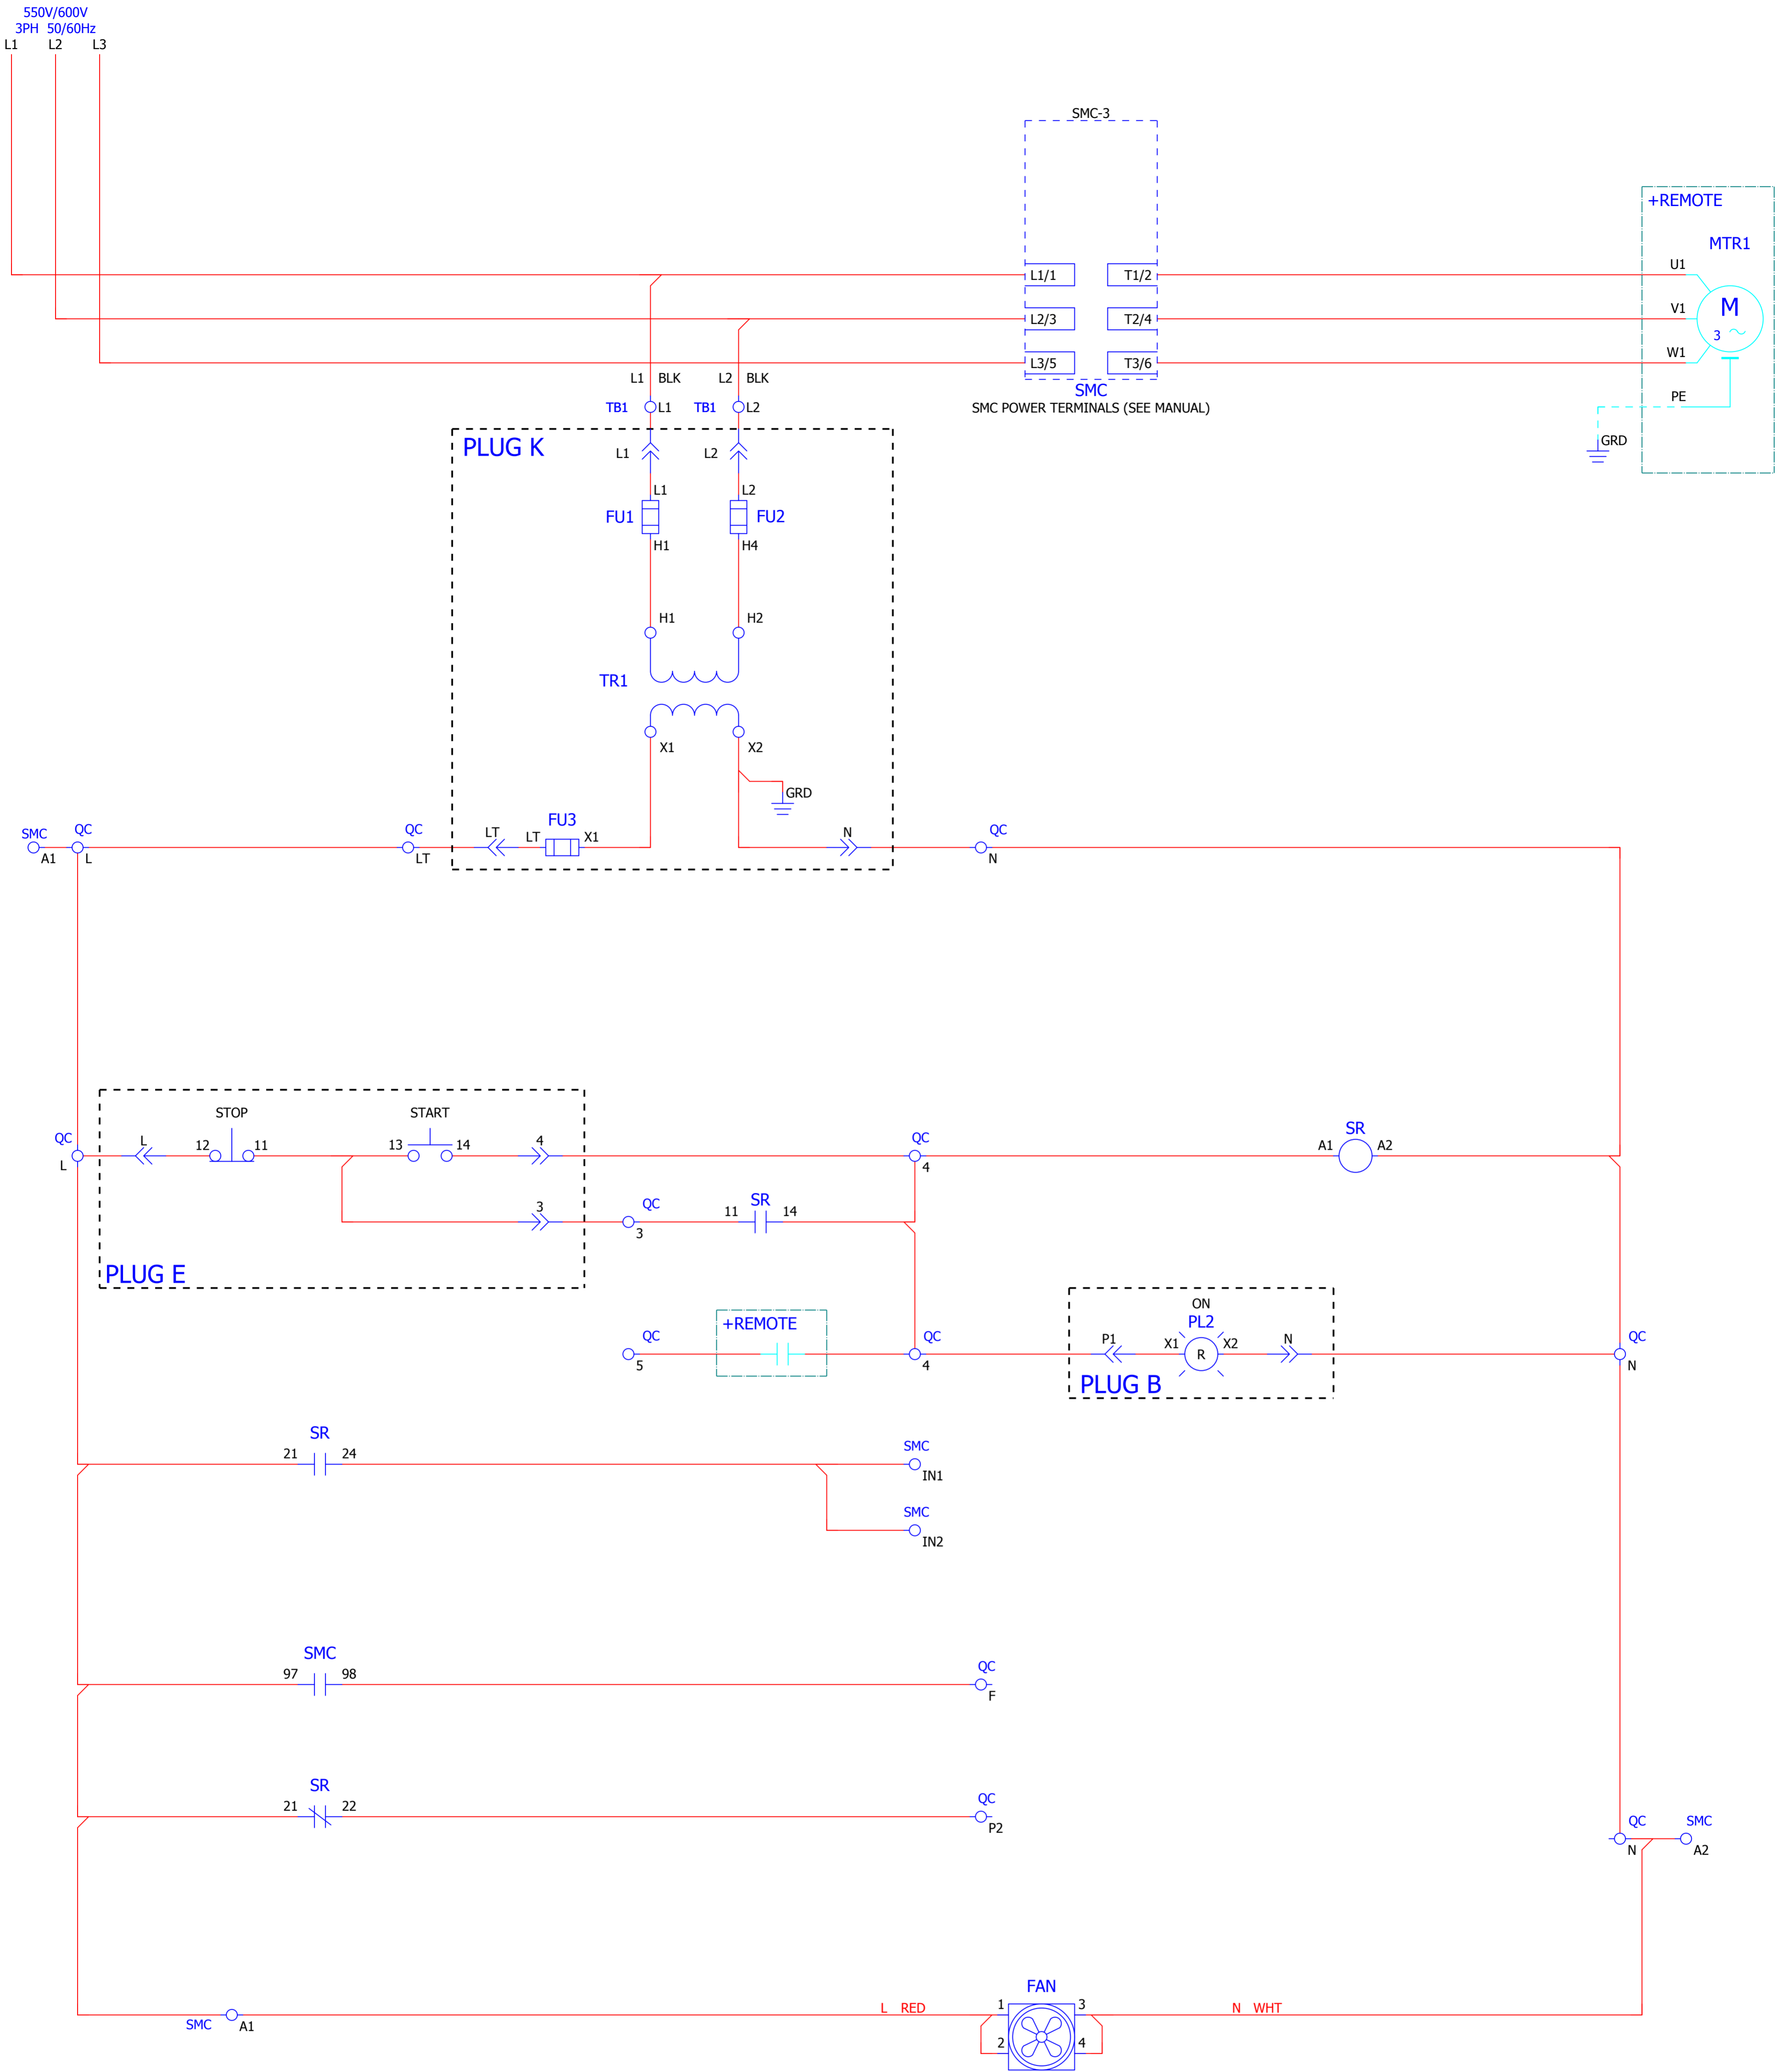 550V/600V
3PH 50/60Hz
L1 L2 L3
SMC-3
+REMOTE
MTR1
L1/1 T1/2 U1
L2/3 T2/4 V1 M
3
L3/5 T3/6 W1
L1 BLK L2 BLK
SMC
SMC POWER TERMINALS (SEE MANUAL)
PE
TB1 L1 TB1 L2
GRD
PLUG K
L1 L2
L1 L2
FU1 FU2
H1 H4
H1 H2
TR1
X1 X2
GRD
FU3
SMC QC QC LT LT X1 N QC
A1 L LT N
STOP START
QC L 12 11 13 14 4 QC SR
A1 A2
L 4
3 QC 11 SR 14
3
PLUG E
ON
+REMOTE PL2
QC QC P1 X1 X2 N QC
R
5 4 N
PLUG B
SR SMC
21 24
IN1
SMC
IN2
SMC
97 98 QC
F
SR
21 22 QC
P2
QC SMC
N A2
FAN
L RED 1 3 N WHT
SMC A1
2 4